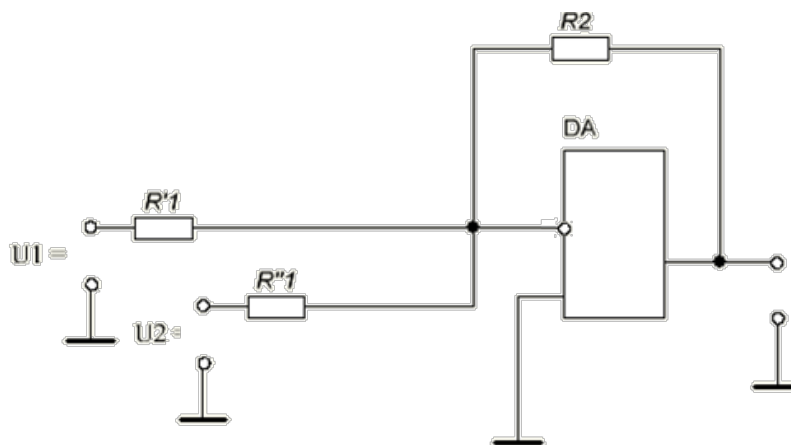 R2
DA
R'1
U1 =
R"1
U2=